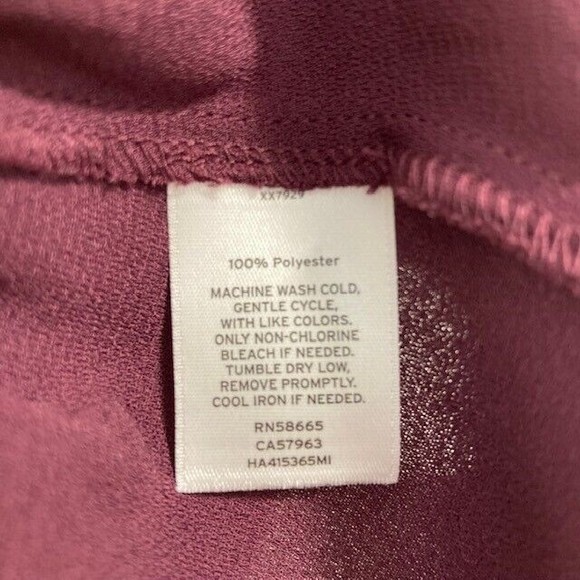 XX7929
100% Polyester
MACHINE WASH COLD,
GENTLE CYCLE,
WITH LIKE COLORS.
ONLY NON-CHLORINE
BLEACH IF NEEDED.
TUMBLE DRY LOW,
REMOVE PROMPTLY.
COOL IRON IF NEEDED.
RN58665
CA57963
HA415365MI